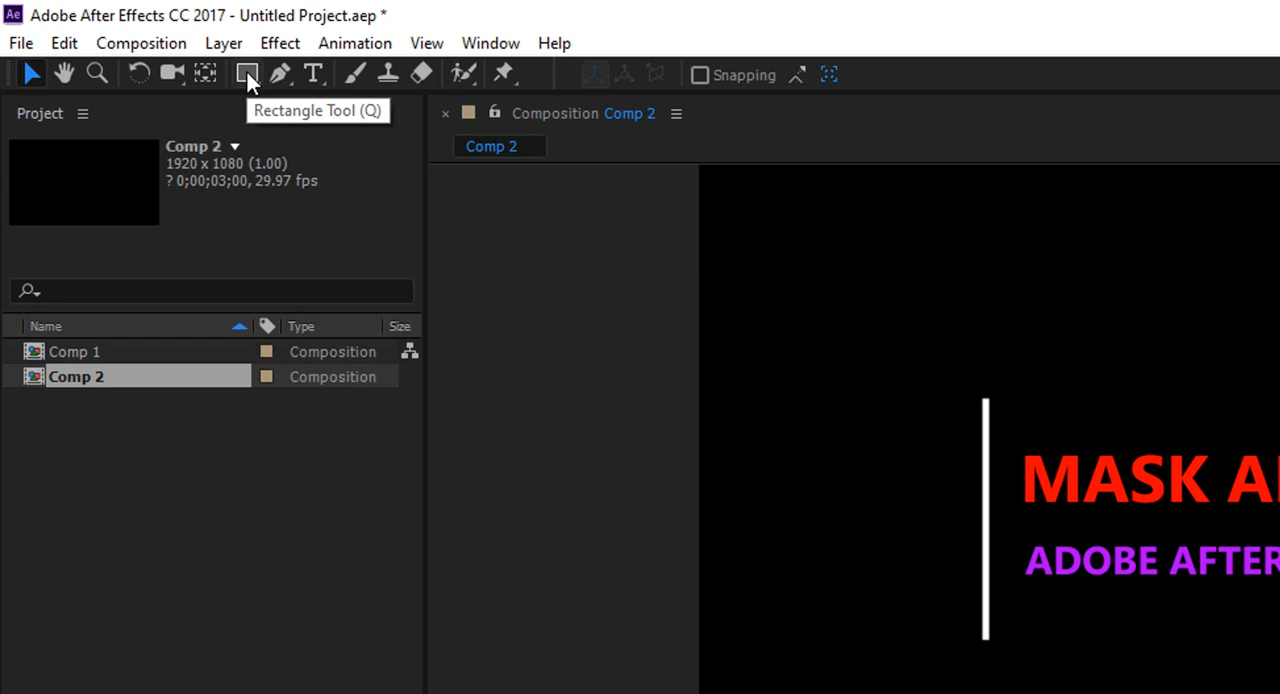 Ae Adobe After Effects CC 2017 - Untitled Project.aep *
File Edit Composition Layer Effect Animation View Window Help
T Snapping
Rectangle Tool (Q)
Project
× Composition Comp 2
Comp 2
1920 x 1080 (1.00)
? 0;00;03;00, 29.97 fps
Comp 2
Name Type Size
Comp 1 Composition
Comp 2 Composition
MASK A
ADOBE AFTER